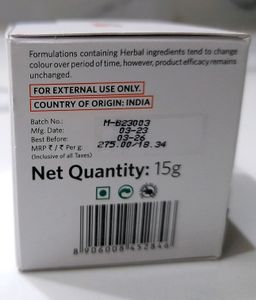 Formulations containing Herbal ingredients tend to change
colour over period of time, however, product efficacy remains
unchanged.
FOR EXTERNAL USE ONLY.
COUNTRY OF ORIGIN: INDIA
Batch No.: M-B23003
Mfg. Date: 03-23
Best Before: 03-26
MRP ₹ / ₹ Per g: 275.00/18.34
(Inclusive of all Taxes)
Net Quantity: 15g
8906008452846